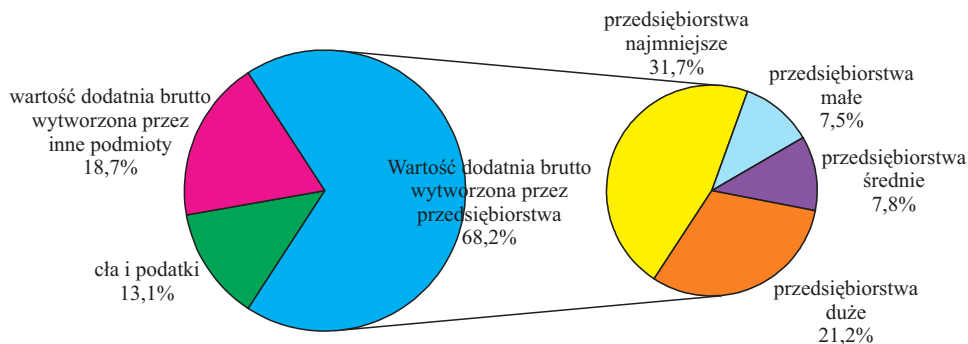 wartość dodatnia brutto
wytworzona przez
inne podmioty
18,7%
cła i podatki
13,1%
Wartość dodatnia brutto
wytworzona przez
przedsiębiorstwa
68,2%
przedsiębiorstwa
najmniejsze
31,7%
przedsiębiorstwa
małe
7,5%
przedsiębiorstwa
średnie
7,8%
przedsiębiorstwa
duże
21,2%